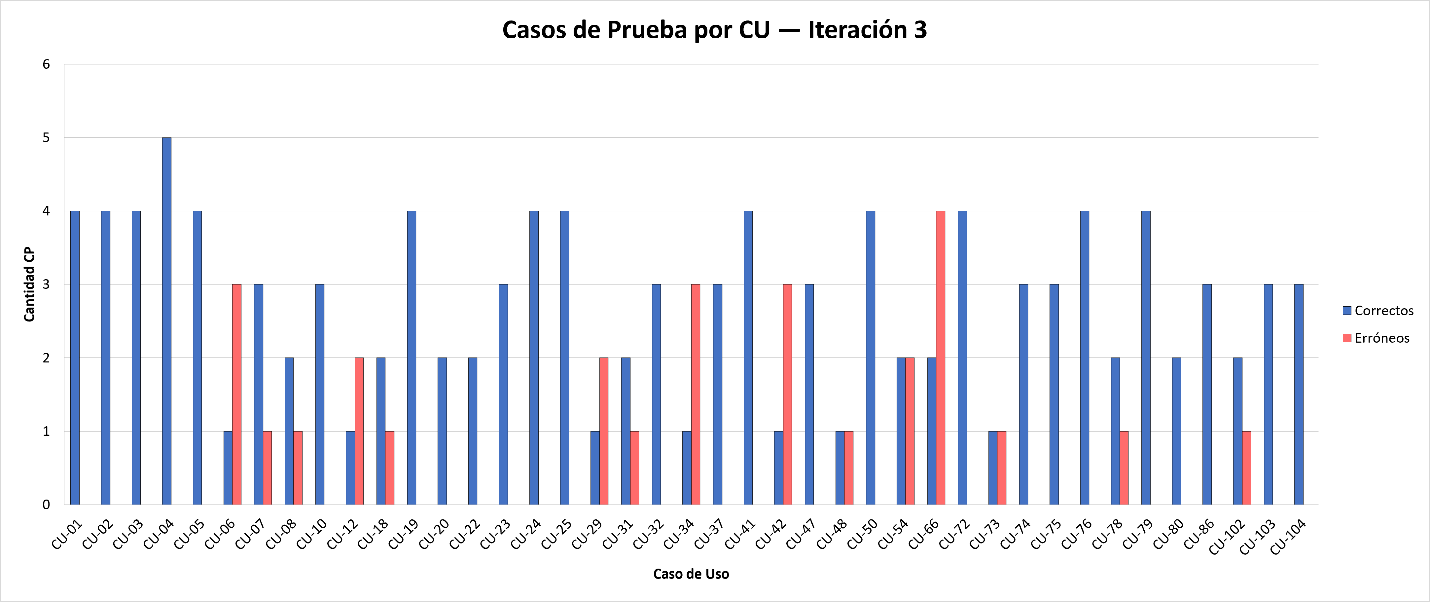 Casos de Prueba por CU — Iteración 3
6
5
4
3
2
1
0
Cantidad CP
CU-01
CU-02
CU-03
CU-04
CU-05
CU-06
CU-07
CU-08
CU-10
CU-12
CU-18
CU-19
CU-20
CU-22
CU-23
CU-24
CU-25
CU-29
CU-31
CU-32
CU-34
CU-37
CU-41
CU-42
CU-47
CU-48
CU-50
CU-54
CU-66
CU-72
CU-73
CU-74
CU-75
CU-76
CU-78
CU-79
CU-80
CU-86
CU-102
CU-103
CU-104
Caso de Uso
Correctos
Erróneos